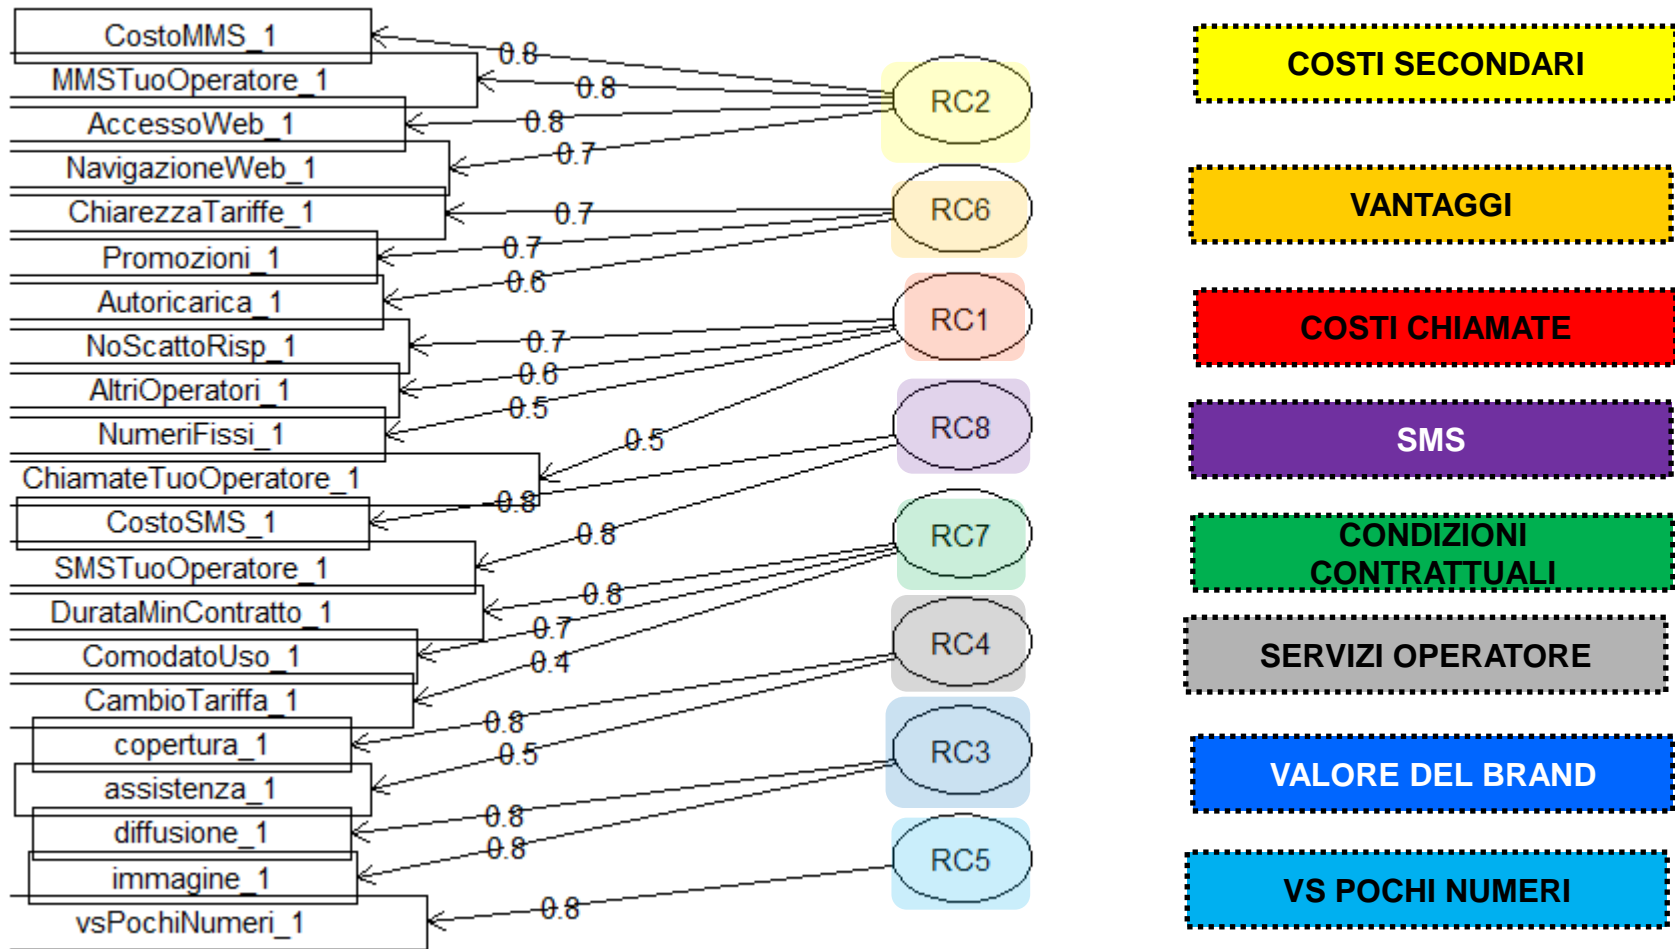 CostoMMS_1
MMSTuoOperatore_1
AccessoWeb_1
NavigazioneWeb_1
ChiarezzaTariffe_1
Promozioni_1
Autoricarica_1
NoScattoRisp_1
AltriOperatori_1
NumeriFissi_1
ChiamateTuoOperatore_1
CostoSMS_1
SMSTuoOperatore_1
DurataMinContratto_1
ComodatoUso_1
CambioTariffa_1
copertura_1
assistenza_1
diffusione_1
immagine_1
vsPochiNumeri_1
0.8
0.8
0.8
0.7
0.7
0.7
0.6
0.7
0.6
0.5
0.5
0.8
0.8
0.8
0.7
0.4
0.8
0.5
0.8
0.8
0.8
RC2
RC6
RC1
RC8
RC7
RC4
RC3
RC5
COSTI SECONDARI
VANTAGGI
COSTI CHIAMATE
SMS
CONDIZIONI
CONTRATTUALI
SERVIZI OPERATORE
VALORE DEL BRAND
VS POCHI NUMERI